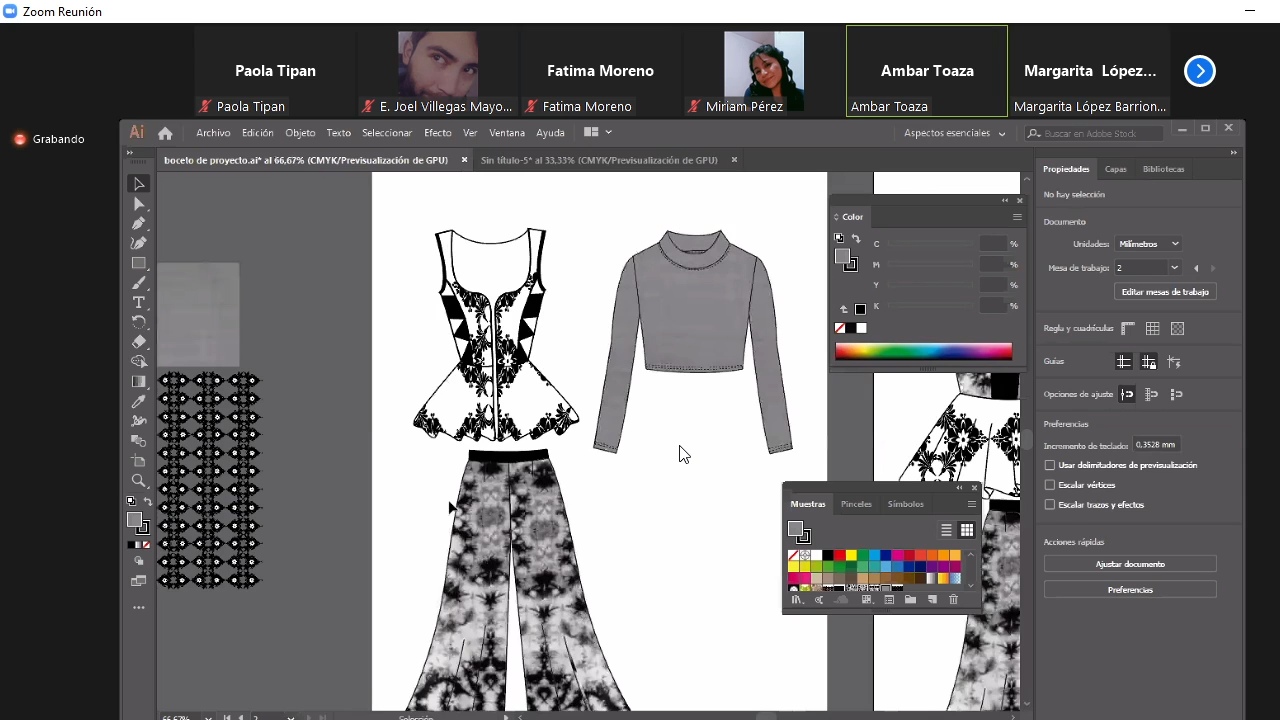 Zoom Reunión
Paola Tipan
Fatima Moreno
Ambar Toaza
Margarita López...
Paola Tipan
E. Joel Villegas Mayo...
Fatima Moreno
Miriam Pérez
Ambar Toaza
Margarita López Barrion...
Grabando
Ai
Archivo Edición Objeto Texto Seleccionar Efecto Ver Ventana Ayuda
Aspectos esenciales
Buscar en Adobe Stock
boceto de proyecto.ai* al 66,67% (CMYK/Previsualización de GPU)
Sin título-5* al 33,33% (CMYK/Previsualización de GPU)
Propiedades Capas Bibliotecas
No hay selección
Documento
Unidades: Milímetros
Mesa de trabajo: 2
Editar mesas de trabajo
Regla y cuadrículas
Guías
Opciones de ajuste
Preferencias
Incremento de teclado: 0,3528 mm
Usar delimitadores de previsualización
Escalar vértices
Escalar trazos y efectos
Acciones rápidas
Ajustar documento
Preferencias
Color
C %
M %
Y %
K %
Muestras Pinceles Símbolos
66,67% 2 Selección